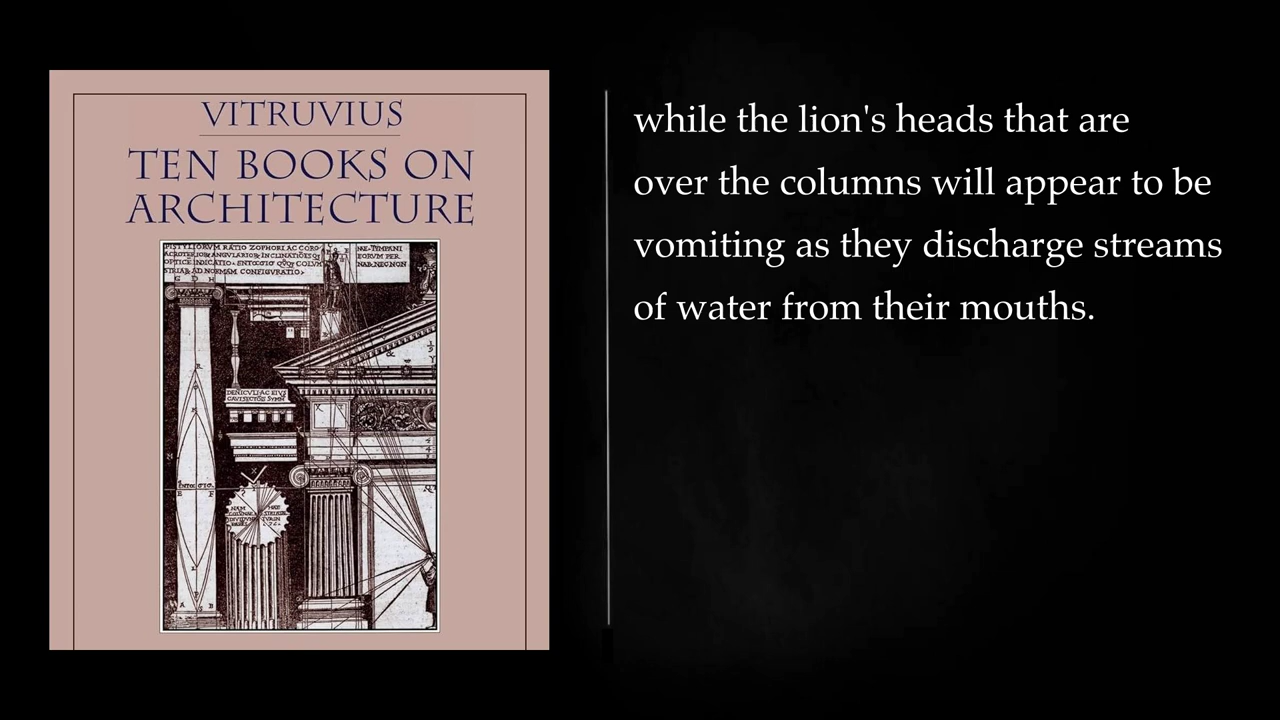 VITRUVIUS
TEN BOOKS ON
ARCHITECTURE
while the lion's heads that are
over the columns will appear to be
vomiting as they discharge streams
of water from their mouths.